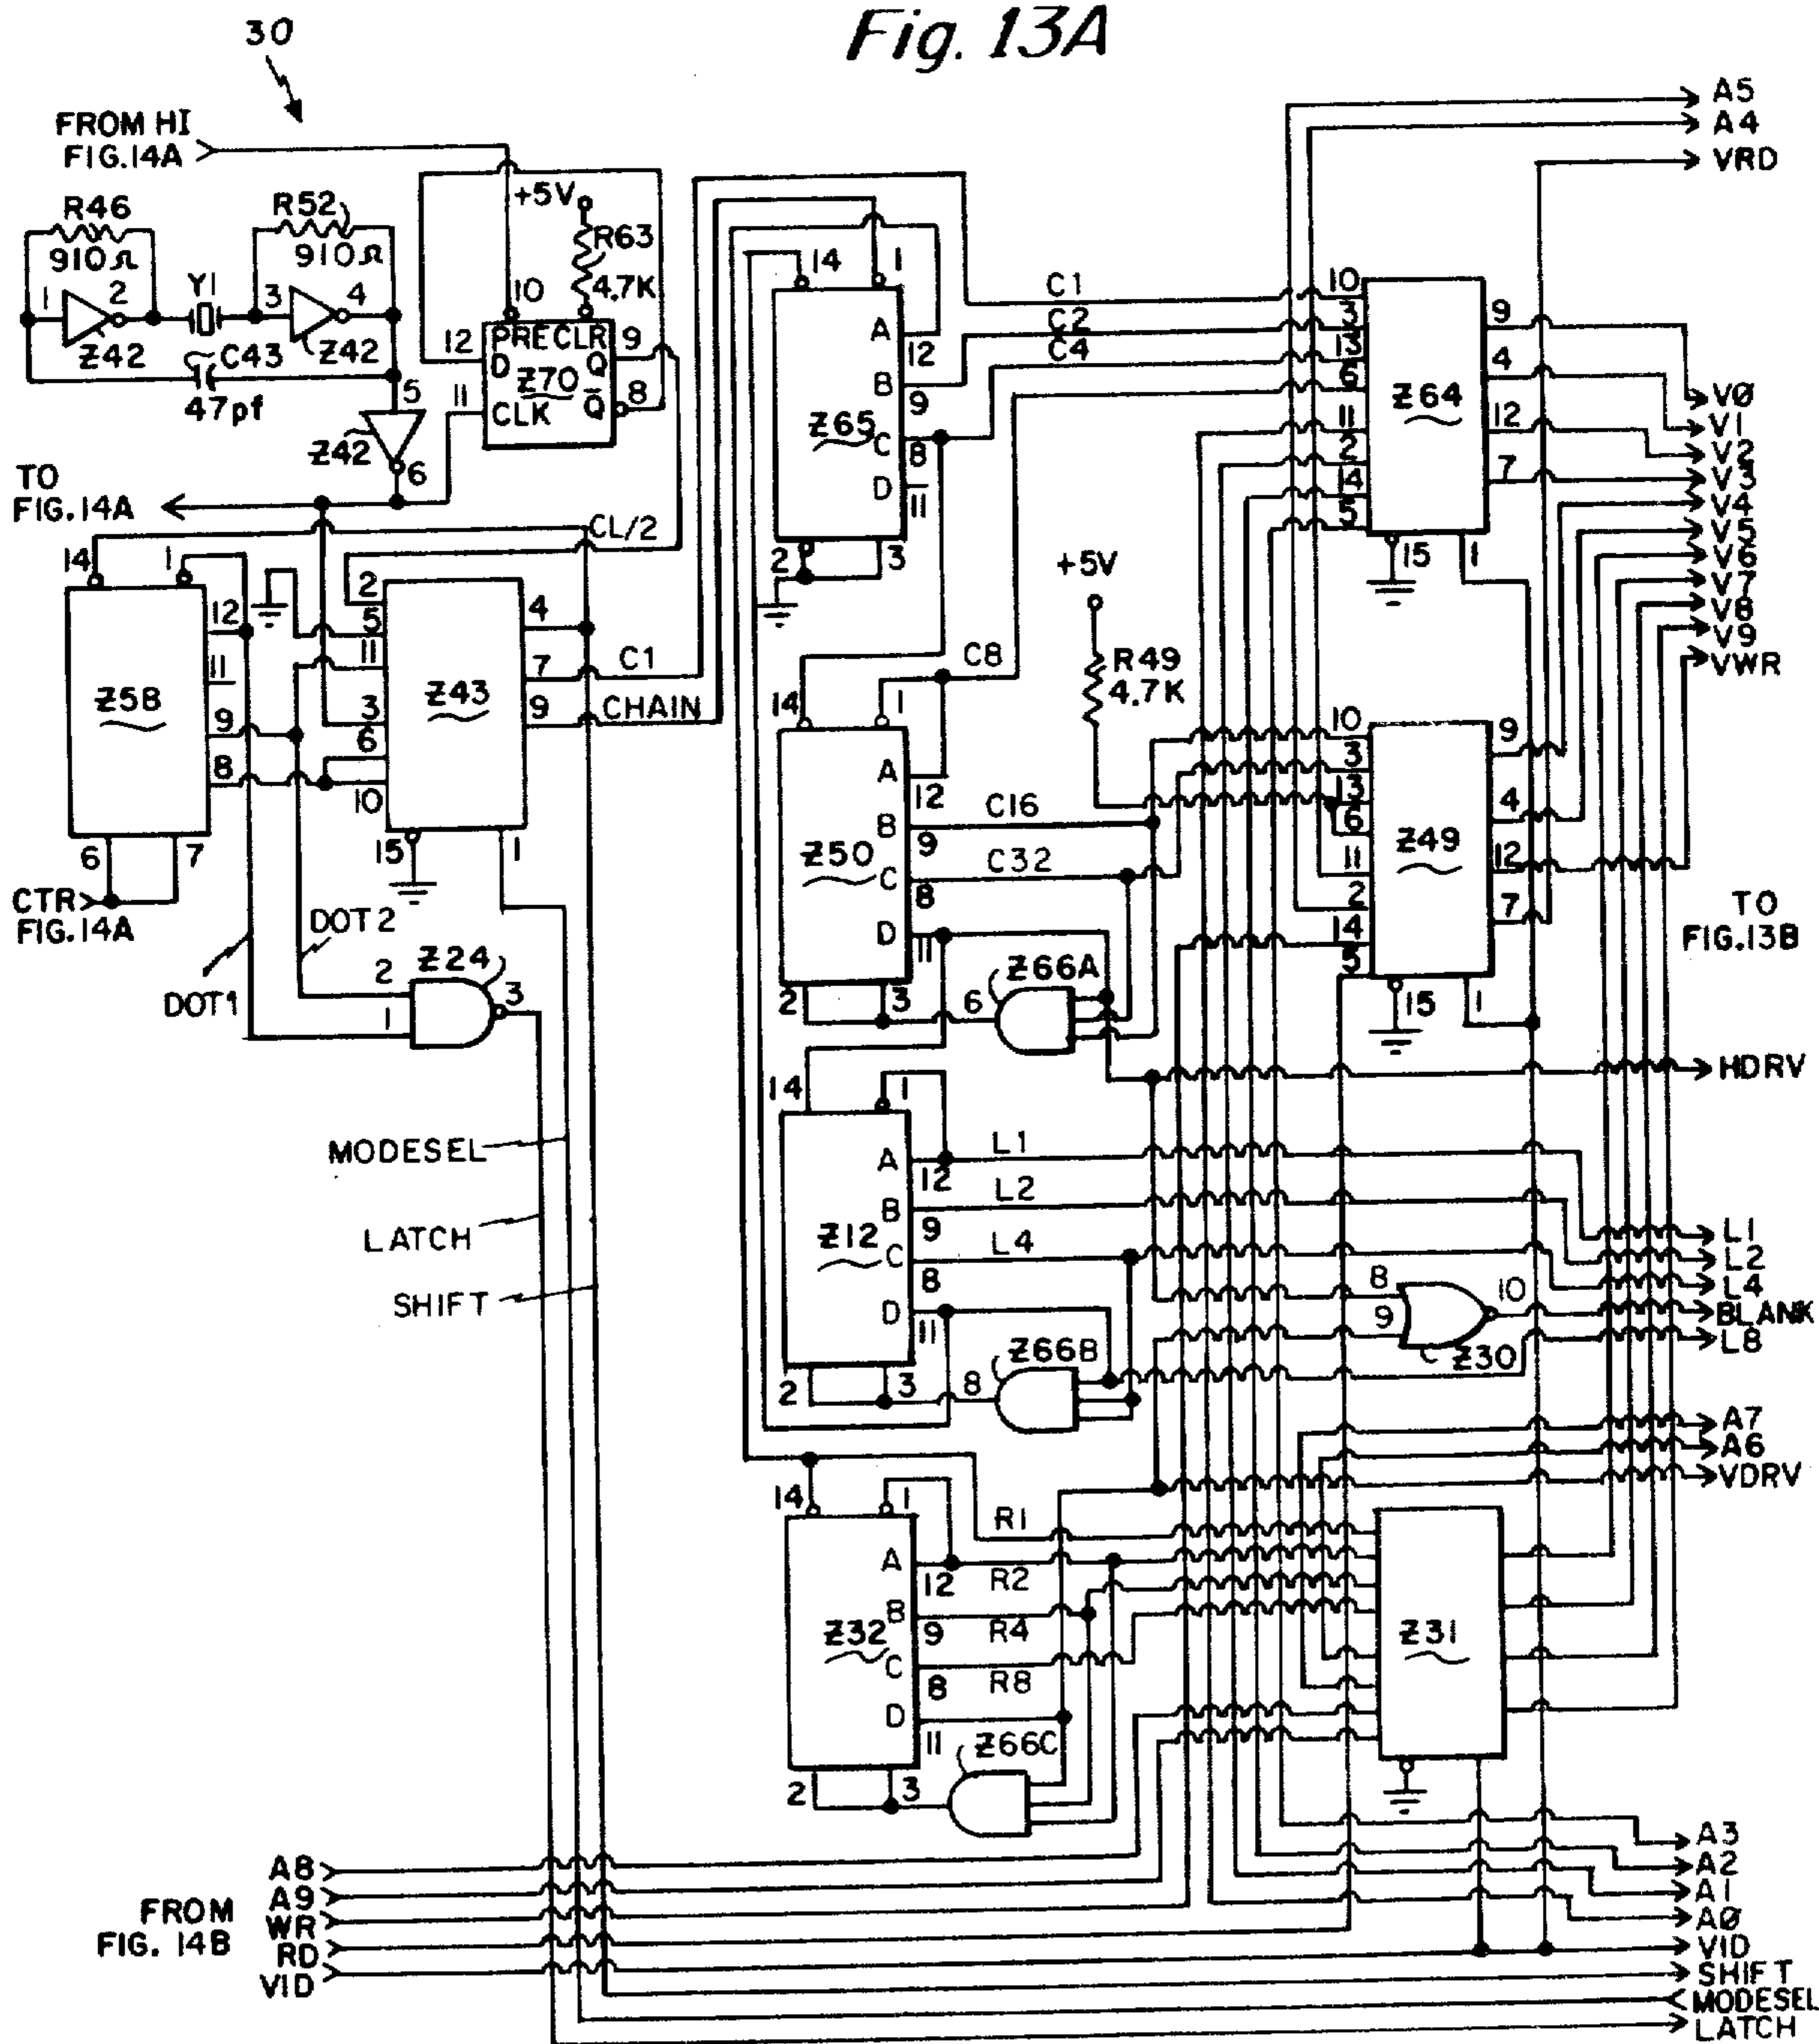 Fig. 13A
30
FROM HI
FIG.14A
R46
910Ω
1
2
Y1
Z42
C43
47pf
R52
910Ω
3
4
Z42
5
Z42
6
+5V
R63
4.7K
10
12
PRE CLR
D
Q
9
Z70
Q̅
8
11
CLK
TO
FIG.14A
CL/2
14
1
12
11
9
8
Z58
6
7
CTR
FIG.14A
2
5
11
3
6
10
Z43
4
7
C1
9
CHAIN
15
1
DOT1
DOT2
Z24
2
1
3
MODESEL
LATCH
SHIFT
14
1
A
12
B
9
Z65
C
8
D
11
2
3
C1
C2
C4
14
1
C8
A
12
B
9
C16
Z50
C
8
C32
D
11
2
3
Z66A
6
14
1
A
12
L1
B
9
L2
Z12
C
8
L4
D
11
2
3
Z66B
8
14
1
R1
A
12
R2
B
9
R4
Z32
C
8
R8
D
11
2
3
Z66C
+5V
R49
4.7K
10
3
13
6
11
2
14
5
Z64
9
4
12
7
15
1
10
3
13
6
11
2
14
5
Z49
9
4
12
7
15
1
8
9
10
Z30
Z31
A5
A4
VRD
VØ
V1
V2
V3
V4
V5
V6
V7
V8
V9
VWR
TO
FIG.13B
HDRV
L1
L2
L4
BLANK
L8
A7
A6
VDRV
A3
A2
A1
AØ
VID
SHIFT
MODESEL
LATCH
FROM
FIG. 14B
A8
A9
WR
RD
VID